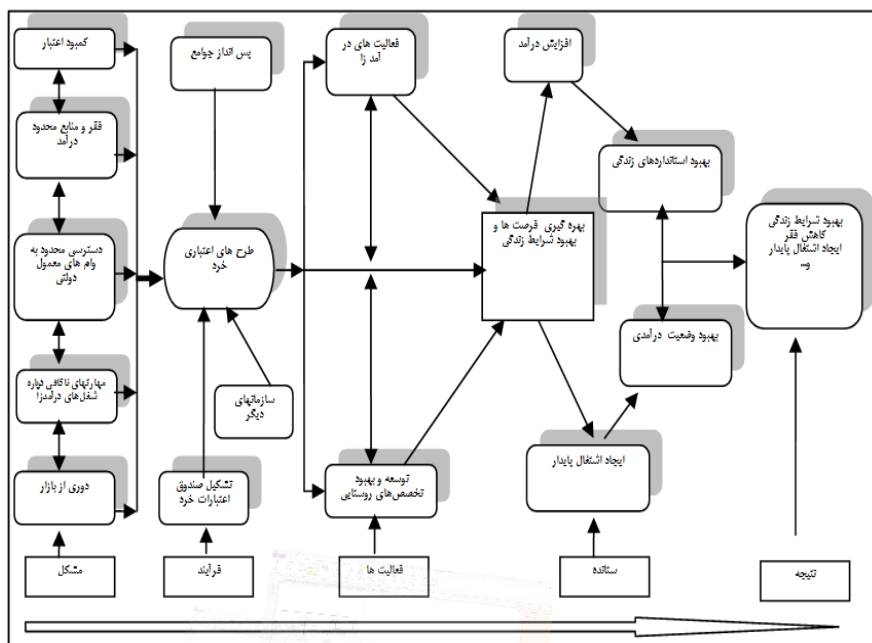 کمبود اعتبار
فقر و منابع محدود
درآمد
دسترسی محدود به
وام های معمول
دولتی
مهارتهای ناکافی درباره
شغل‌های درآمدزا
دوری از بازار
مشکل
پس انداز جوامع
طرح های اعتباری
خرد
سازمانهای
دیگر
تشکیل صندوق
اعتبارات خرد
فرآیند
فعالیت های در
آمد زا
توسعه و بهبود
تخصص‌های روستایی
فعالیت ها
بهره گیری فرصت ها و
بهبود شرایط زندگی
افزایش درآمد
بهبود استانداردهای زندگی
بهبود وضعیت درآمدی
ایجاد اشتغال پایدار
ستانده
بهبود شرایط زندگی
کاهش فقر
ایجاد اشتغال پایدار
و...
نتیجه